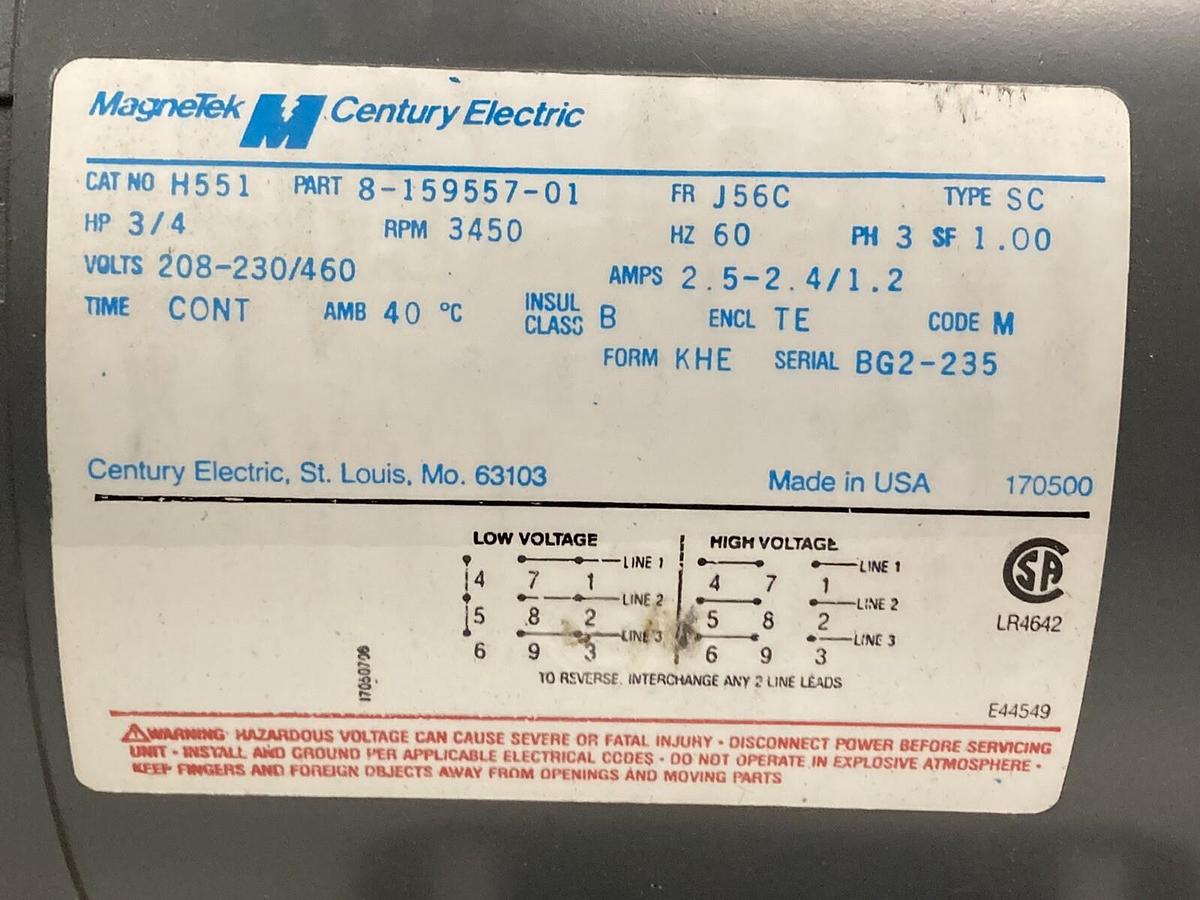 MagneTek Century Electric
CAT NO H551 PART 8-159557-01 FR J56C TYPE SC
HP 3/4 RPM 3450 HZ 60 PH 3 SF 1.00
VOLTS 208-230/460 AMPS 2.5-2.4/1.2
TIME CONT AMB 40 °C INSUL CLASS B ENCL TE CODE M
FORM KHE SERIAL BG2-235
Century Electric, St. Louis, Mo. 63103 Made in USA 170500
LOW VOLTAGE HIGH VOLTAGE
LINE 1 LINE 1
4 7 1 4 7 1
LINE 2 LINE 2
5 8 2 5 8 2
LINE 3 LINE 3
6 9 3 6 9 3
TO REVERSE, INTERCHANGE ANY 2 LINE LEADS
17050706
SA
LR4642
E44549
WARNING: HAZARDOUS VOLTAGE CAN CAUSE SEVERE OR FATAL INJURY • DISCONNECT POWER BEFORE SERVICING
UNIT • INSTALL AND GROUND PER APPLICABLE ELECTRICAL CODES • DO NOT OPERATE IN EXPLOSIVE ATMOSPHERE •
KEEP FINGERS AND FOREIGN OBJECTS AWAY FROM OPENINGS AND MOVING PARTS